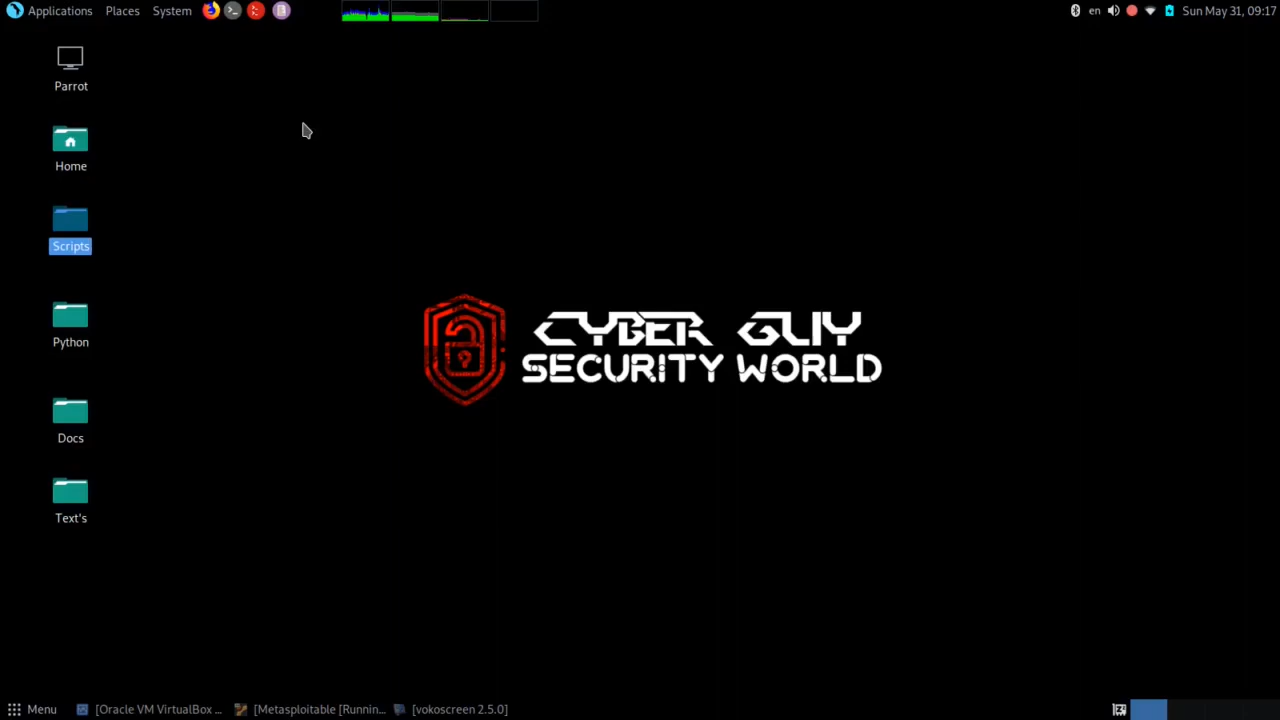 Applications Places System
en Sun May 31, 09:17
Parrot
Home
Scripts
Python
Docs
Text's
CYBER GUY
SECURITY WORLD
Menu [Oracle VM VirtualBox ... [Metasploitable [Runnin... [vokoscreen 2.5.0]